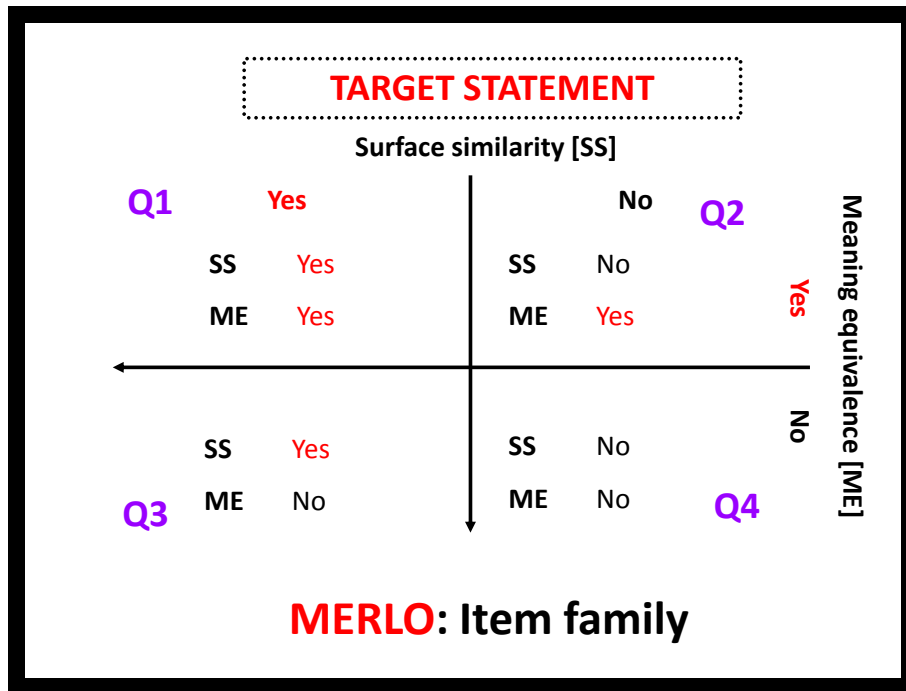 TARGET STATEMENT
Surface similarity [SS]
Q1 Yes No Q2
SS Yes SS No
ME Yes ME Yes
Yes
Meaning equivalence [ME]
No
SS Yes SS No
ME No ME No
Q3 Q4
MERLO: Item family